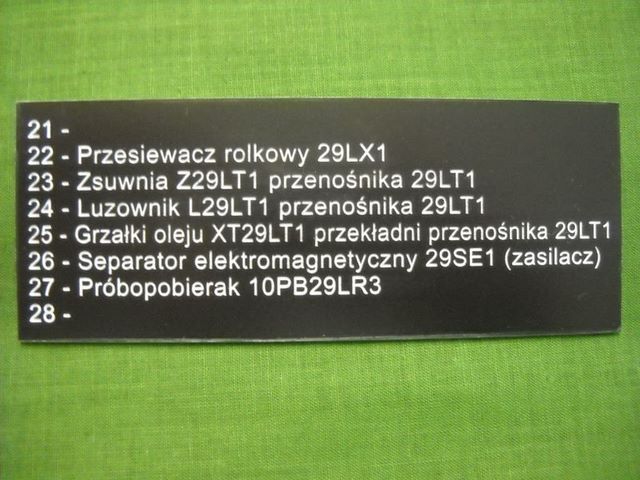 21 -
22 - Przesiewacz rolkowy 29LX1
23 - Zsuwnia Z29LT1 przenośnika 29LT1
24 - Luzownik L29LT1 przenośnika 29LT1
25 - Grzałki oleju XT29LT1 przekładni przenośnika 29LT1
26 - Separator elektromagnetyczny 29SE1 (zasilacz)
27 - Próbopobierak 10PB29LR3
28 -